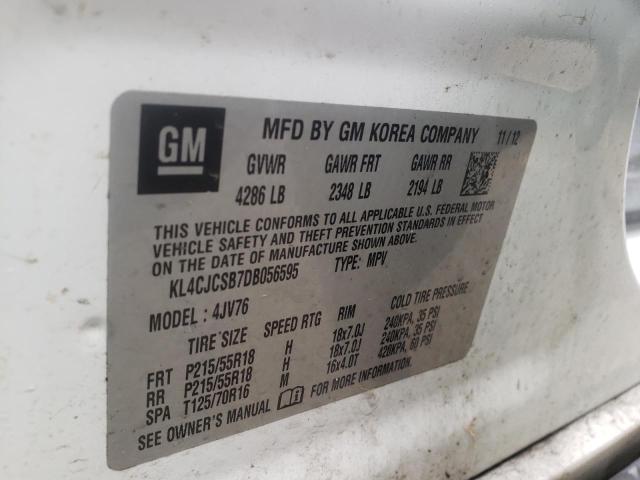 GM
MFD BY GM KOREA COMPANY 11/12
GVWR GAWR FRT GAWR RR
4286 LB 2348 LB 2194 LB
THIS VEHICLE CONFORMS TO ALL APPLICABLE U.S. FEDERAL MOTOR
VEHICLE SAFETY AND THEFT PREVENTION STANDARDS IN EFFECT
ON THE DATE OF MANUFACTURE SHOWN ABOVE.
KL4CJCSB7DB056595 TYPE: MPV
MODEL : 4JV76
TIRE SIZE SPEED RTG RIM COLD TIRE PRESSURE
FRT P215/55R18 H 18x7.0J 240KPA, 35 PSI
RR P215/55R18 H 18x7.0J 240KPA, 35 PSI
SPA T125/70R16 M 16x4.0T 420KPA, 60 PSI
SEE OWNER'S MANUAL FOR MORE INFORMATION.